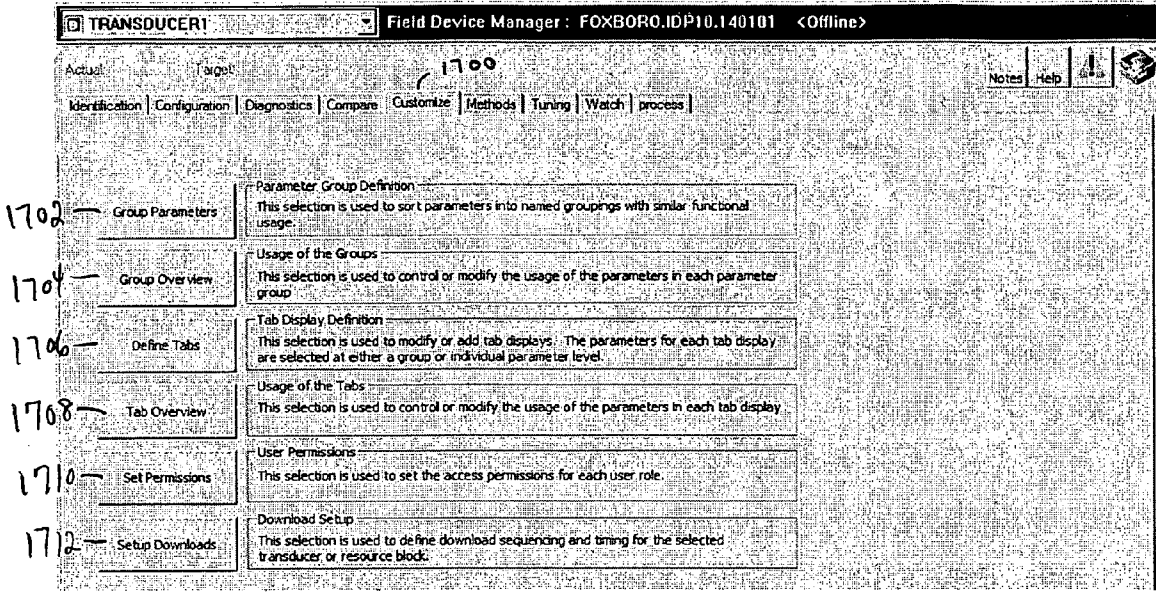 TRANSDUCER1
Field Device Manager: FOXBORO.IDP10.140101 <Offline>
Actual Target
1700
Notes Help
Identification Configuration Diagnostics Compare Customize Methods Tuning Watch process
Parameter Group Definition
1702 Group Parameters
This selection is used to sort parameters into named groupings with similar functional
usage.
Usage of the Groups
1704 Group Overview
This selection is used to control or modify the usage of the parameters in each parameter
group
Tab Display Definition
1706 Define Tabs
This selection is used to modify or add tab displays. The parameters for each tab display
are selected at either a group or individual parameter level.
Usage of the Tabs
1708 Tab Overview
This selection is used to control or modify the usage of the parameters in each tab display
User Permissions
1710 Set Permissions
This selection is used to set the access permissions for each user role.
Download Setup
1712 Setup Downloads
This selection is used to define download sequencing and timing for the selected
transducer or resource block.